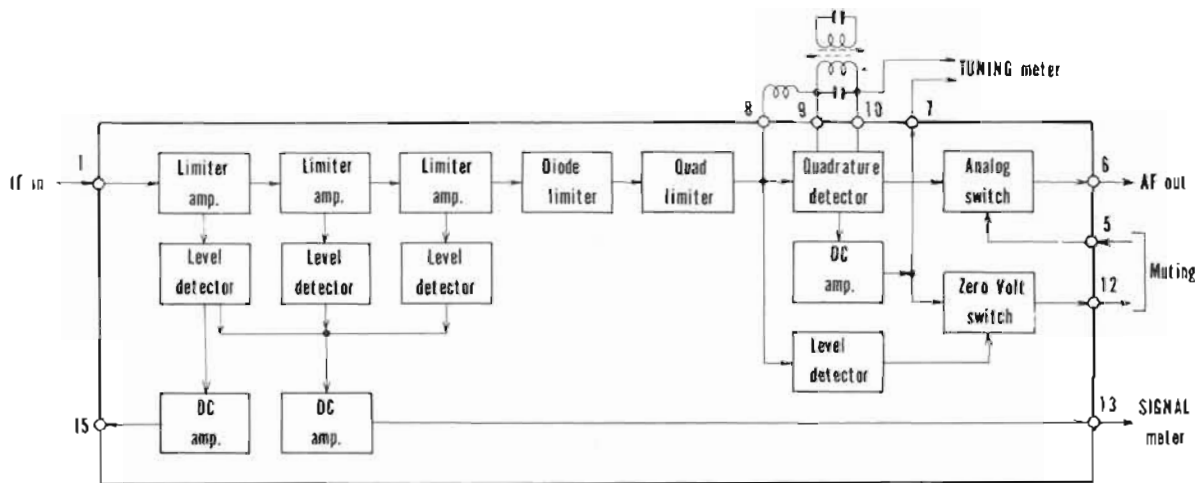 TUNING meter
8
9
10
7
1
IF in
Limiter
amp.
Limiter
amp.
Limiter
amp.
Diode
limiter
Quad
limiter
Quadrature
detector
Analog
switch
6
AF out
5
Muting
12
Level
detector
Level
detector
Level
detector
DC
amp.
Zero Volt
switch
Level
detector
15
DC
amp.
DC
amp.
13
SIGNAL
meter